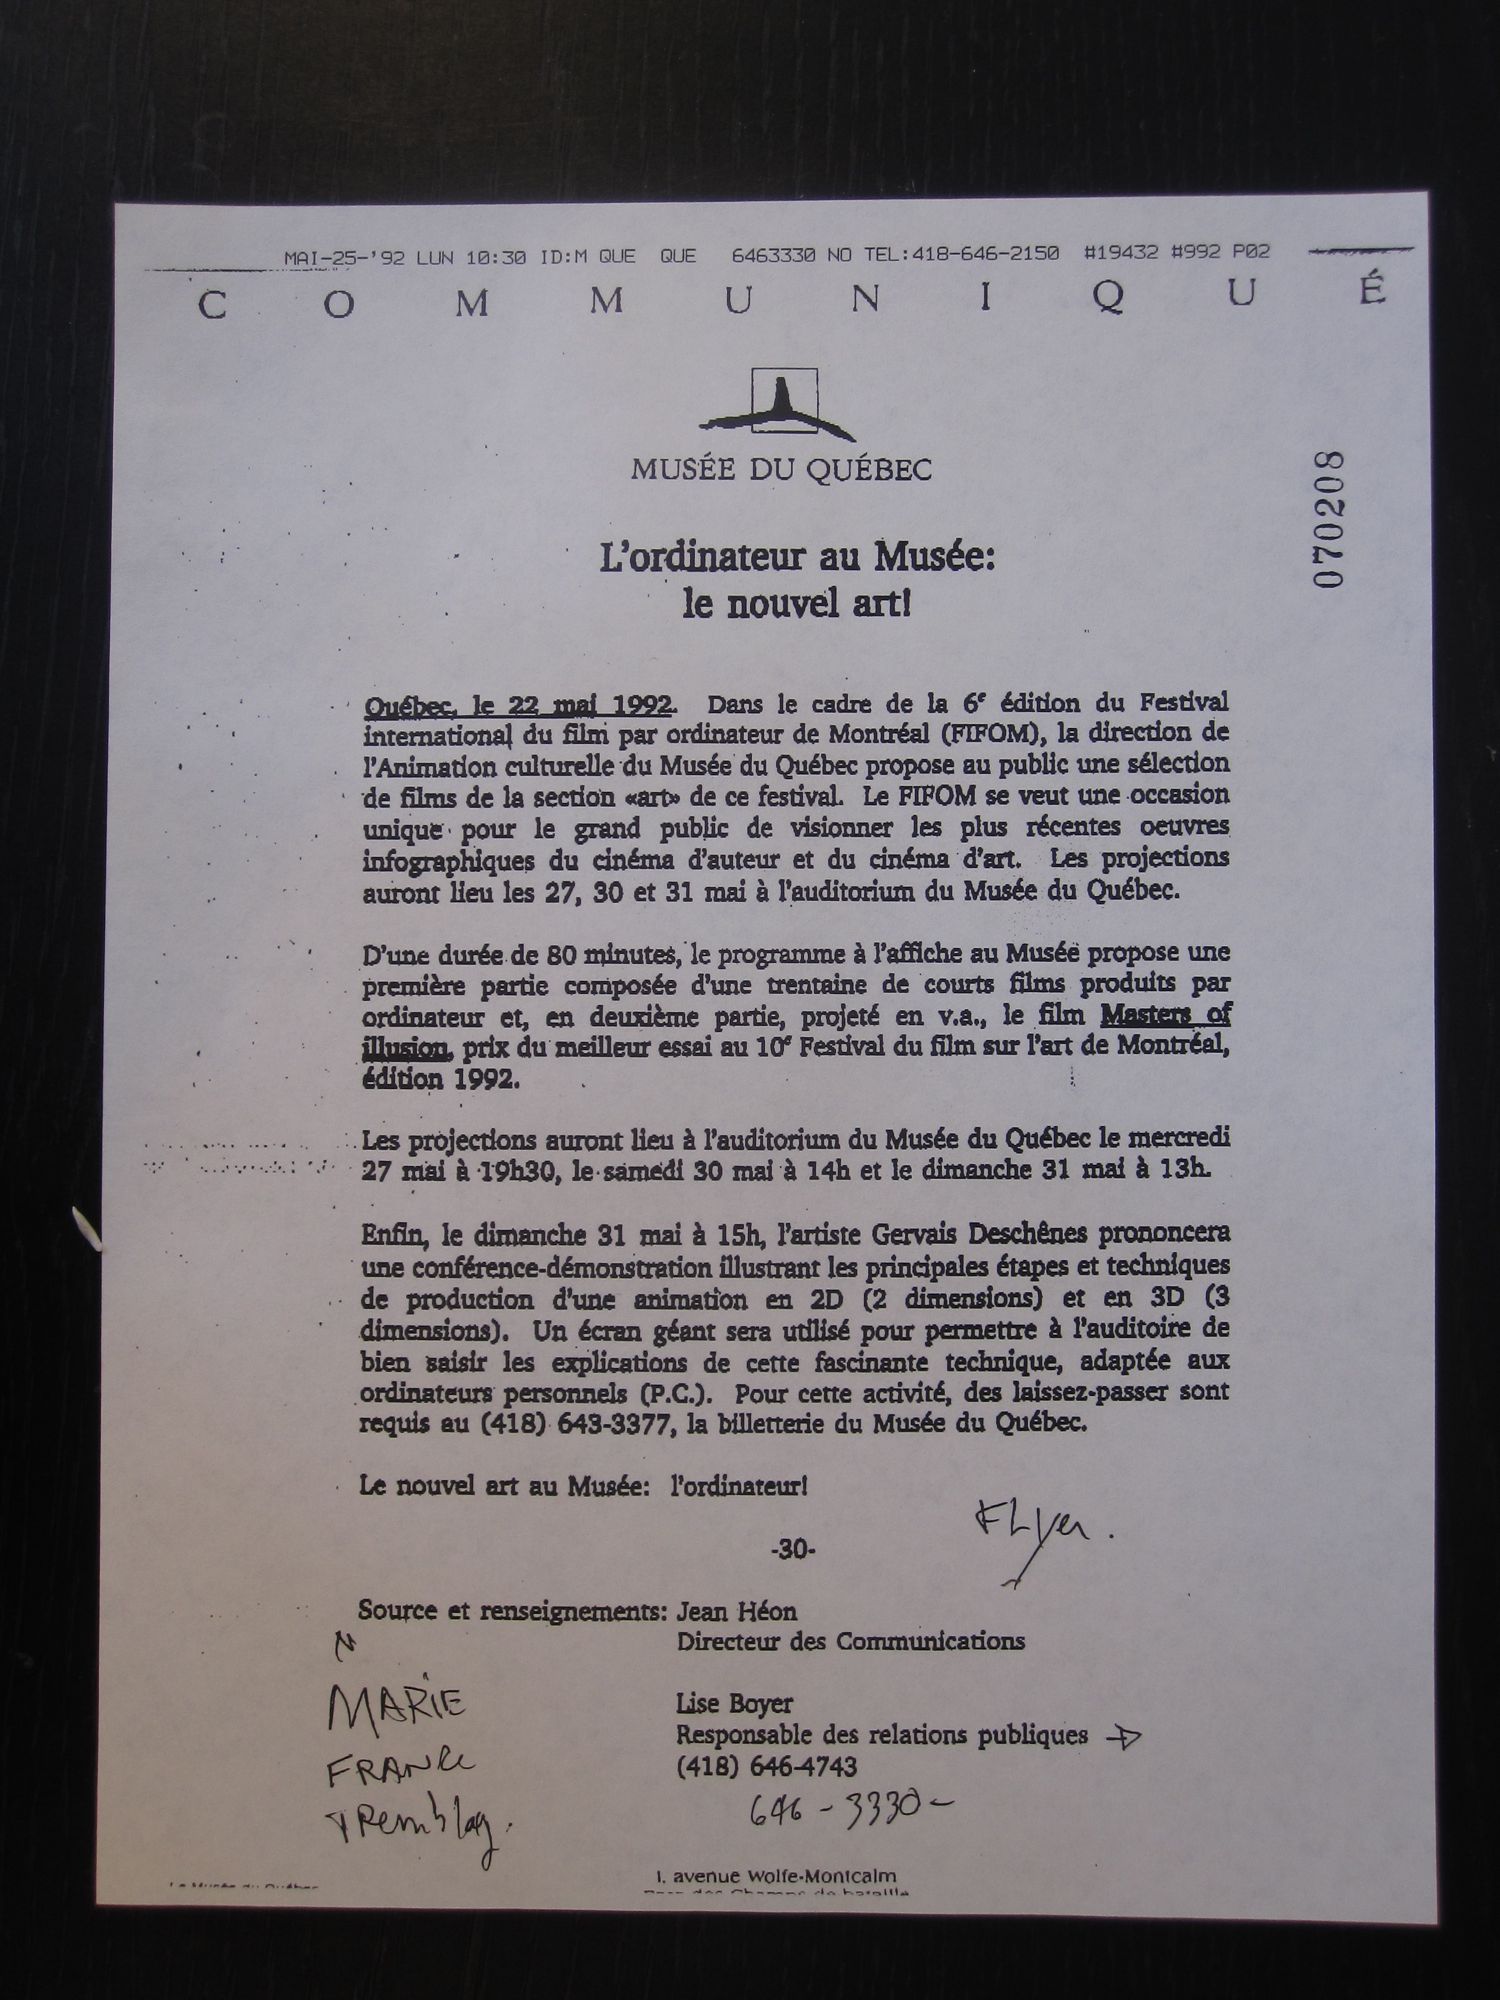 MAI-25-'92 LUN 10:30 ID:M QUE QUE 6463330 NO TEL:418-646-2150 #19432 #992 P02
COMMUNIQUÉ
MUSÉE DU QUÉBEC
070208
L'ordinateur au Musée:
le nouvel art!
Québec, le 22 mai 1992. Dans le cadre de la 6e édition du Festival
international du film par ordinateur de Montréal (FIFOM), la direction de
l'Animation culturelle du Musée du Québec propose au public une sélection
de films de la section «art» de ce festival. Le FIFOM se veut une occasion
unique pour le grand public de visionner les plus récentes oeuvres
infographiques du cinéma d'auteur et du cinéma d'art. Les projections
auront lieu les 27, 30 et 31 mai à l'auditorium du Musée du Québec.
D'une durée de 80 minutes, le programme à l'affiche au Musée propose une
première partie composée d'une trentaine de courts films produits par
ordinateur et, en deuxième partie, projeté en v.a., le film Masters of
illusion, prix du meilleur essai au 10e Festival du film sur l'art de Montréal,
édition 1992.
Les projections auront lieu à l'auditorium du Musée du Québec le mercredi
27 mai à 19h30, le samedi 30 mai à 14h et le dimanche 31 mai à 13h.
Enfin, le dimanche 31 mai à 15h, l'artiste Gervais Deschênes prononcera
une conférence-démonstration illustrant les principales étapes et techniques
de production d'une animation en 2D (2 dimensions) et en 3D (3
dimensions). Un écran géant sera utilisé pour permettre à l'auditoire de
bien saisir les explications de cette fascinante technique, adaptée aux
ordinateurs personnels (P.C.). Pour cette activité, des laissez-passer sont
requis au (418) 643-3377, la billetterie du Musée du Québec.
Le nouvel art au Musée: l'ordinateur!
FLyer.
-30-
Source et renseignements: Jean Héon
Directeur des Communications
MARIE
FRANCE
TRemblay.
Lise Boyer
Responsable des relations publiques
(418) 646-4743
646-3330-
1, avenue Wolfe-Montcalm